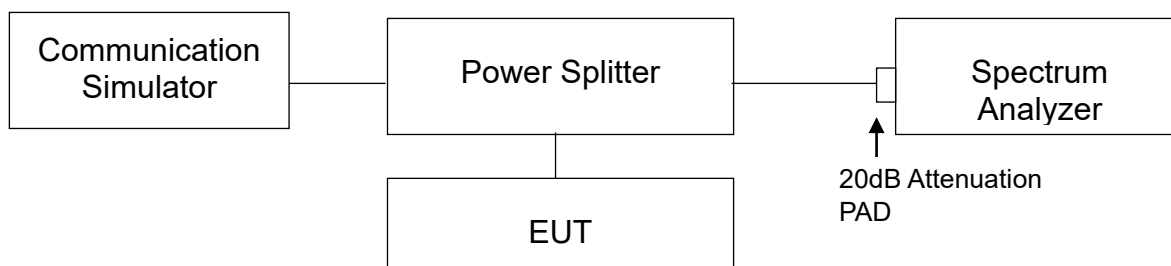 Communication
Simulator
Power Splitter
Spectrum
Analyzer
20dB Attenuation
PAD
EUT